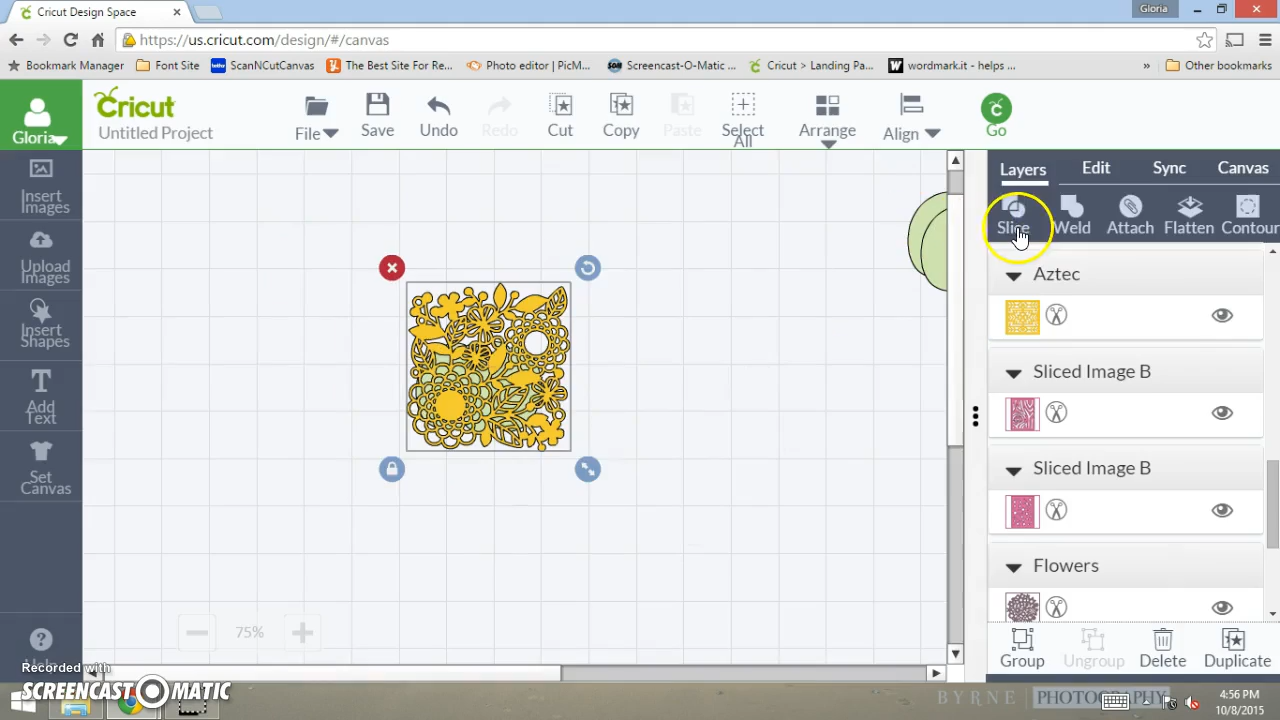 Cricut Design Space
Gloria
https://us.cricut.com/design/#/canvas
Bookmark Manager
Font Site
ScanNCutCanvas
The Best Site For Re...
Photo editor | PicM...
Screencast-O-Matic ...
Cricut > Landing Pa...
wordmark.it - helps ...
»
Other bookmarks
Gloria
Cricut
Untitled Project
File
Save
Undo
Redo
Cut
Copy
Paste
Select
All
Arrange
Align
Go
Insert
Images
Upload
Images
Insert
Shapes
Add
Text
Set
Canvas
Help
Layers
Edit
Sync
Canvas
Slice
Weld
Attach
Flatten
Contour
Aztec
Sliced Image B
Sliced Image B
Flowers
75%
Group
Ungroup
Delete
Duplicate
Recorded with
SCREENCAST-O-MATIC
BYRNE PHOTOGRAPHY
4:56 PM
10/8/2015